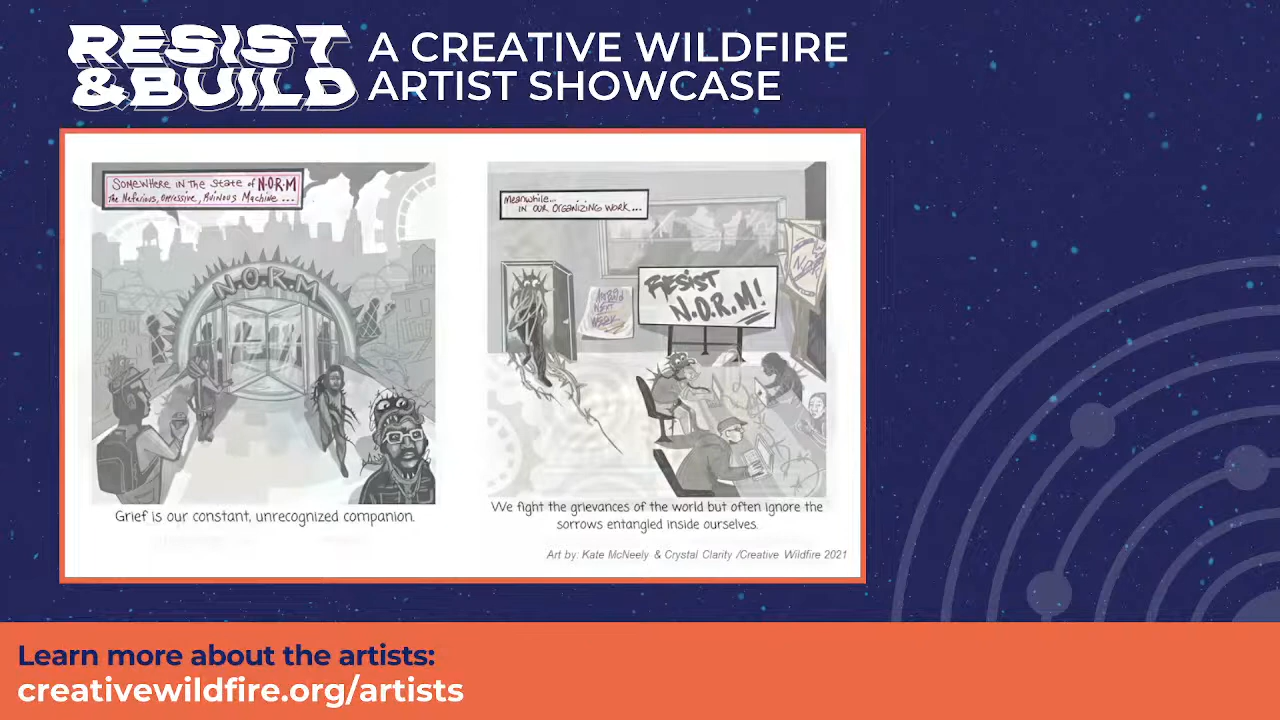 RESIST
&BUILD
A CREATIVE WILDFIRE
ARTIST SHOWCASE
SOMEWHERE IN THE STATE of N.O.R.M
The Nefarious, Oppressive, Ruinous Machine...
N.O.R.M
Grief is our constant, unrecognized companion.
Meanwhile...
IN OUR ORGANIZING WORK...
RESIST
N.O.R.M!
NEXT
WEEK
We fight the grievances of the world but often ignore the
sorrows entangled inside ourselves.
Art by: Kate McNeely & Crystal Clarity /Creative Wildfire 2021
Learn more about the artists:
creativewildfire.org/artists